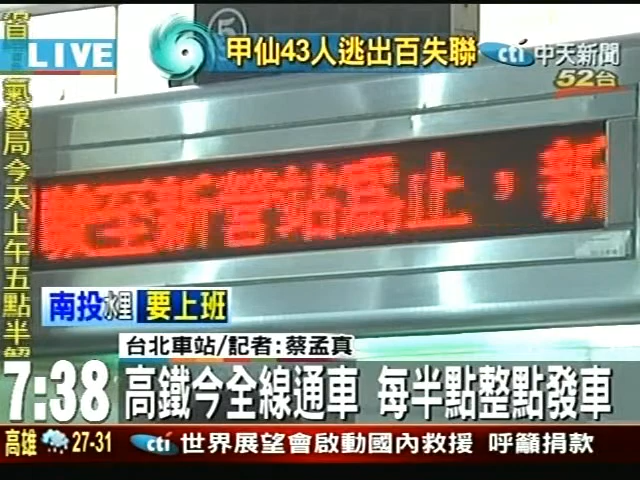 LIVE
5
甲仙43人逃出百失聯
cti 中天新聞
52台
氣象局今天上午五點半
駛至新營站為止，新
南投水里 要上班
台北車站/記者:蔡孟真
7:38
高鐵今全線通車 每半點整點發車
高雄 27-31
cti 世界展望會啟動國內救援 呼籲捐款